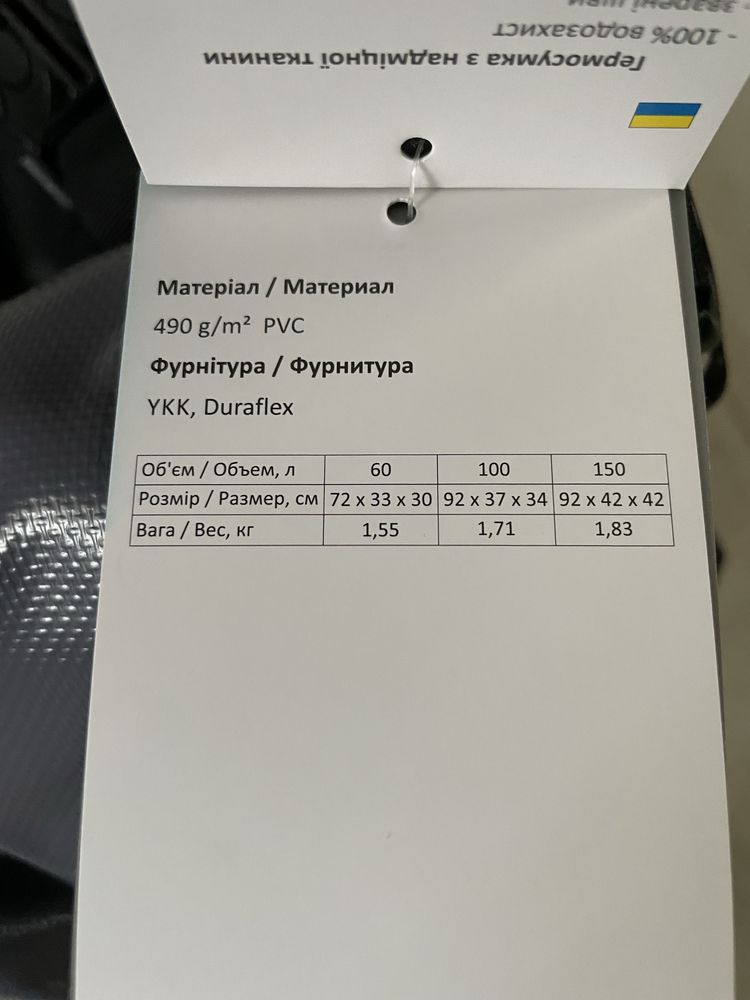 - зварені шви
- 100% водозахист
Гермосумка з надміцної тканини
Матеріал / Материал
490 g/m² PVC
Фурнітура / Фурнитура
YKK, Duraflex
Об'єм / Объем, л 60 100 150
Розмір / Размер, см 72 x 33 x 30 92 x 37 x 34 92 x 42 x 42
Вага / Вес, кг 1,55 1,71 1,83